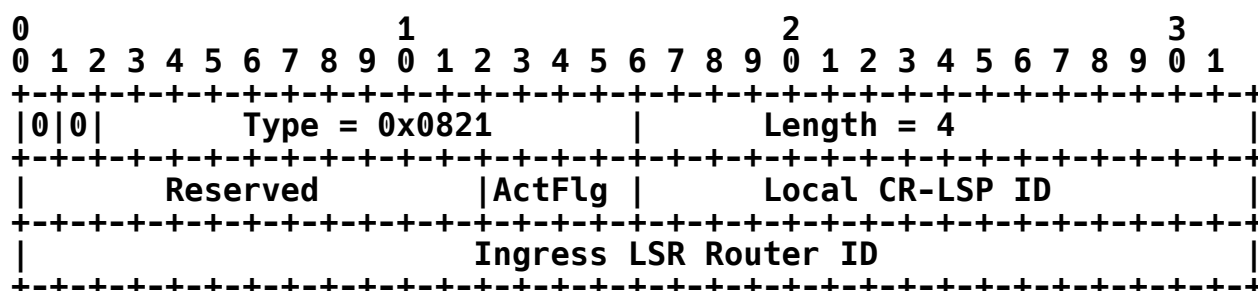 0                   1                   2                   3
0 1 2 3 4 5 6 7 8 9 0 1 2 3 4 5 6 7 8 9 0 1 2 3 4 5 6 7 8 9 0 1
+-+-+-+-+-+-+-+-+-+-+-+-+-+-+-+-+-+-+-+-+-+-+-+-+-+-+-+-+-+-+-+-+
|0|0|       Type = 0x0821       |      Length = 4               |
+-+-+-+-+-+-+-+-+-+-+-+-+-+-+-+-+-+-+-+-+-+-+-+-+-+-+-+-+-+-+-+-+
|       Reserved        |ActFlg |      Local CR-LSP ID          |
+-+-+-+-+-+-+-+-+-+-+-+-+-+-+-+-+-+-+-+-+-+-+-+-+-+-+-+-+-+-+-+-+
|                       Ingress LSR Router ID                   |
+-+-+-+-+-+-+-+-+-+-+-+-+-+-+-+-+-+-+-+-+-+-+-+-+-+-+-+-+-+-+-+-+